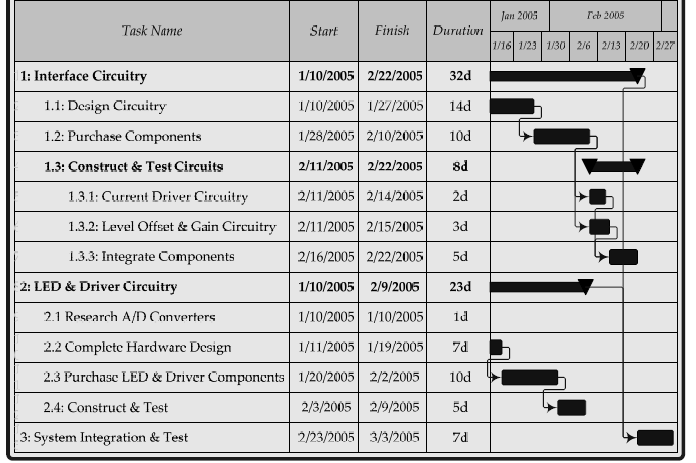 Jan 2005 Feb 2005
Task Name Start Finish Duration
1/16 1/23 1/30 2/6 2/13 2/20 2/27
1: Interface Circuitry 1/10/2005 2/22/2005 32d
1.1: Design Circuitry 1/10/2005 1/27/2005 14d
1.2: Purchase Components 1/28/2005 2/10/2005 10d
1.3: Construct & Test Circuits 2/11/2005 2/22/2005 8d
1.3.1: Current Driver Circuitry 2/11/2005 2/14/2005 2d
1.3.2: Level Offset & Gain Circuitry 2/11/2005 2/15/2005 3d
1.3.3: Integrate Components 2/16/2005 2/22/2005 5d
2: LED & Driver Circuitry 1/10/2005 2/9/2005 23d
2.1 Research A/D Converters 1/10/2005 1/10/2005 1d
2.2 Complete Hardware Design 1/11/2005 1/19/2005 7d
2.3 Purchase LED & Driver Components 1/20/2005 2/2/2005 10d
2.4: Construct & Test 2/3/2005 2/9/2005 5d
3: System Integration & Test 2/23/2005 3/3/2005 7d